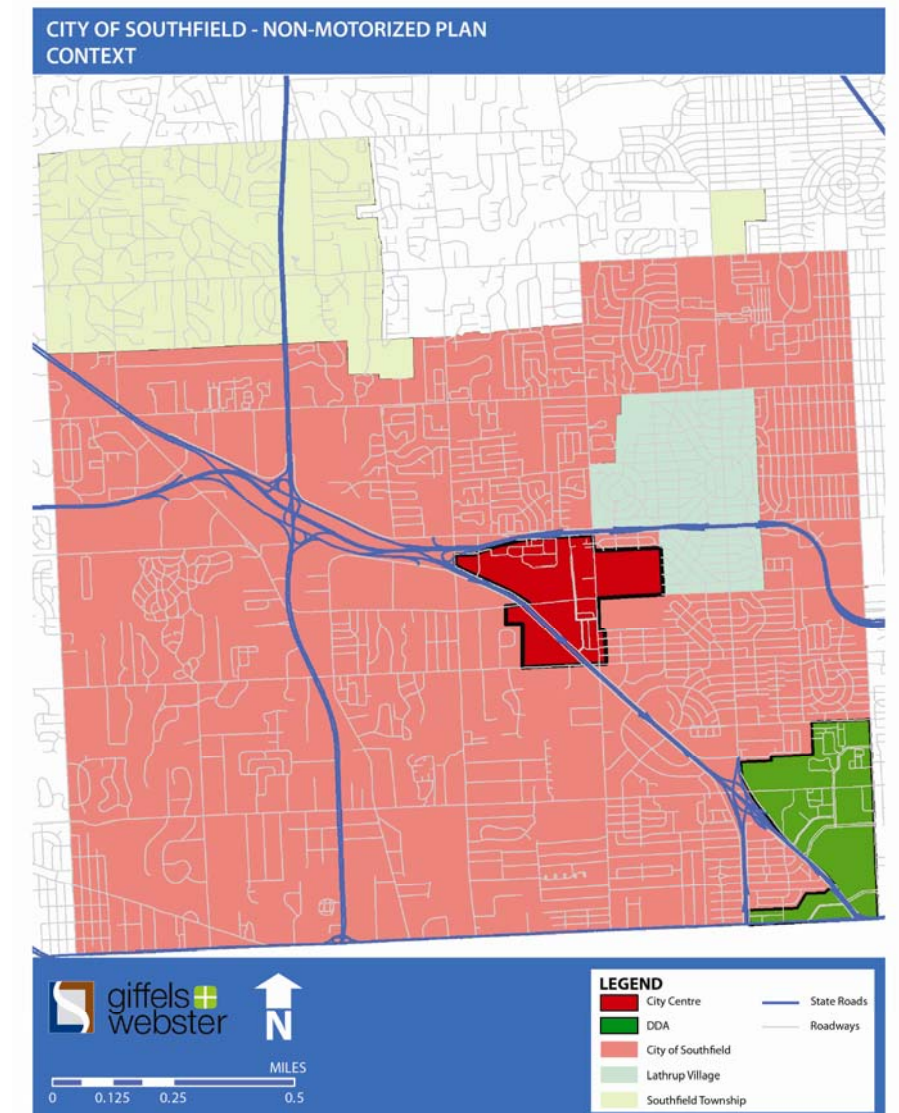 CITY OF SOUTHFIELD - NON-MOTORIZED PLAN
CONTEXT
giffels
webster
N
MILES
0 0.125 0.25 0.5
LEGEND
City Centre
DDA
City of Southfield
Lathrup Village
Southfield Township
State Roads
Roadways